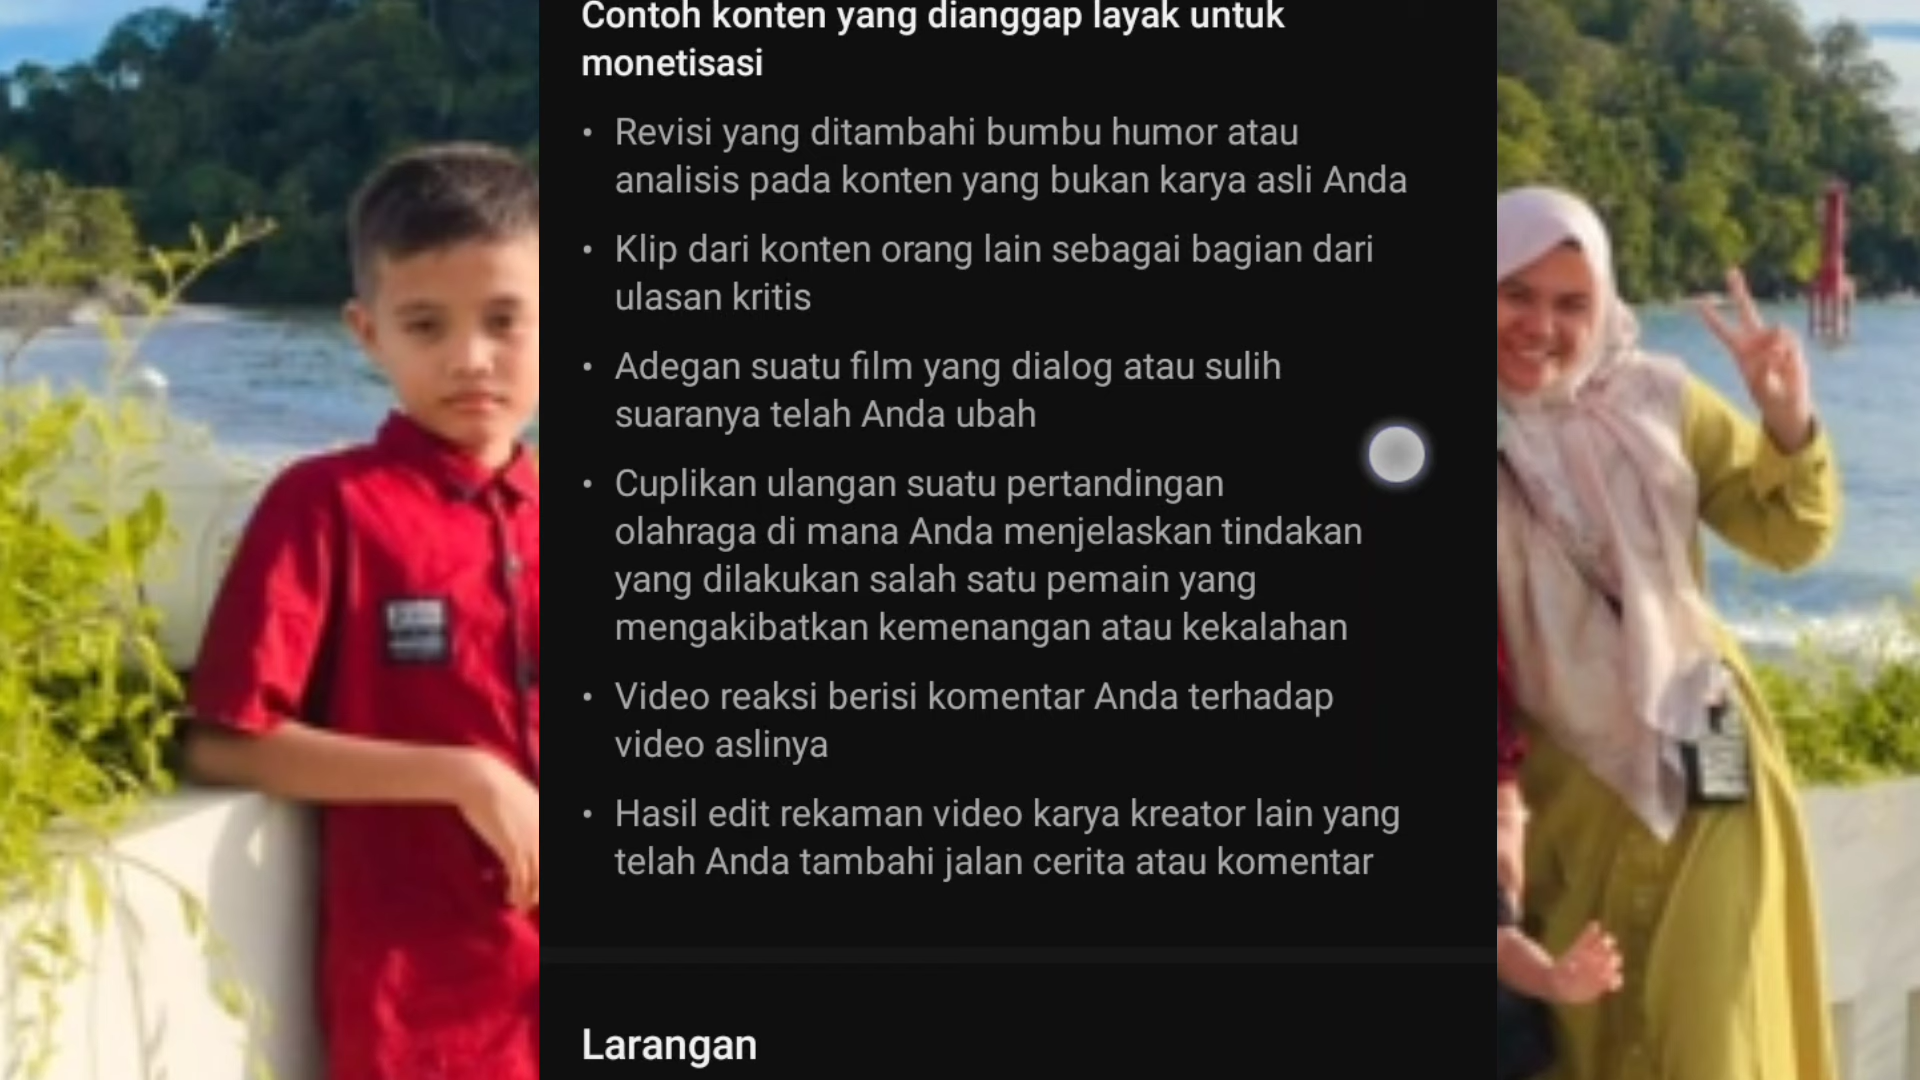 Contoh konten yang dianggap layak untuk
monetisasi
• Revisi yang ditambahi bumbu humor atau
analisis pada konten yang bukan karya asli Anda
• Klip dari konten orang lain sebagai bagian dari
ulasan kritis
• Adegan suatu film yang dialog atau sulih
suaranya telah Anda ubah
• Cuplikan ulangan suatu pertandingan
olahraga di mana Anda menjelaskan tindakan
yang dilakukan salah satu pemain yang
mengakibatkan kemenangan atau kekalahan
• Video reaksi berisi komentar Anda terhadap
video aslinya
• Hasil edit rekaman video karya kreator lain yang
telah Anda tambahi jalan cerita atau komentar
Larangan